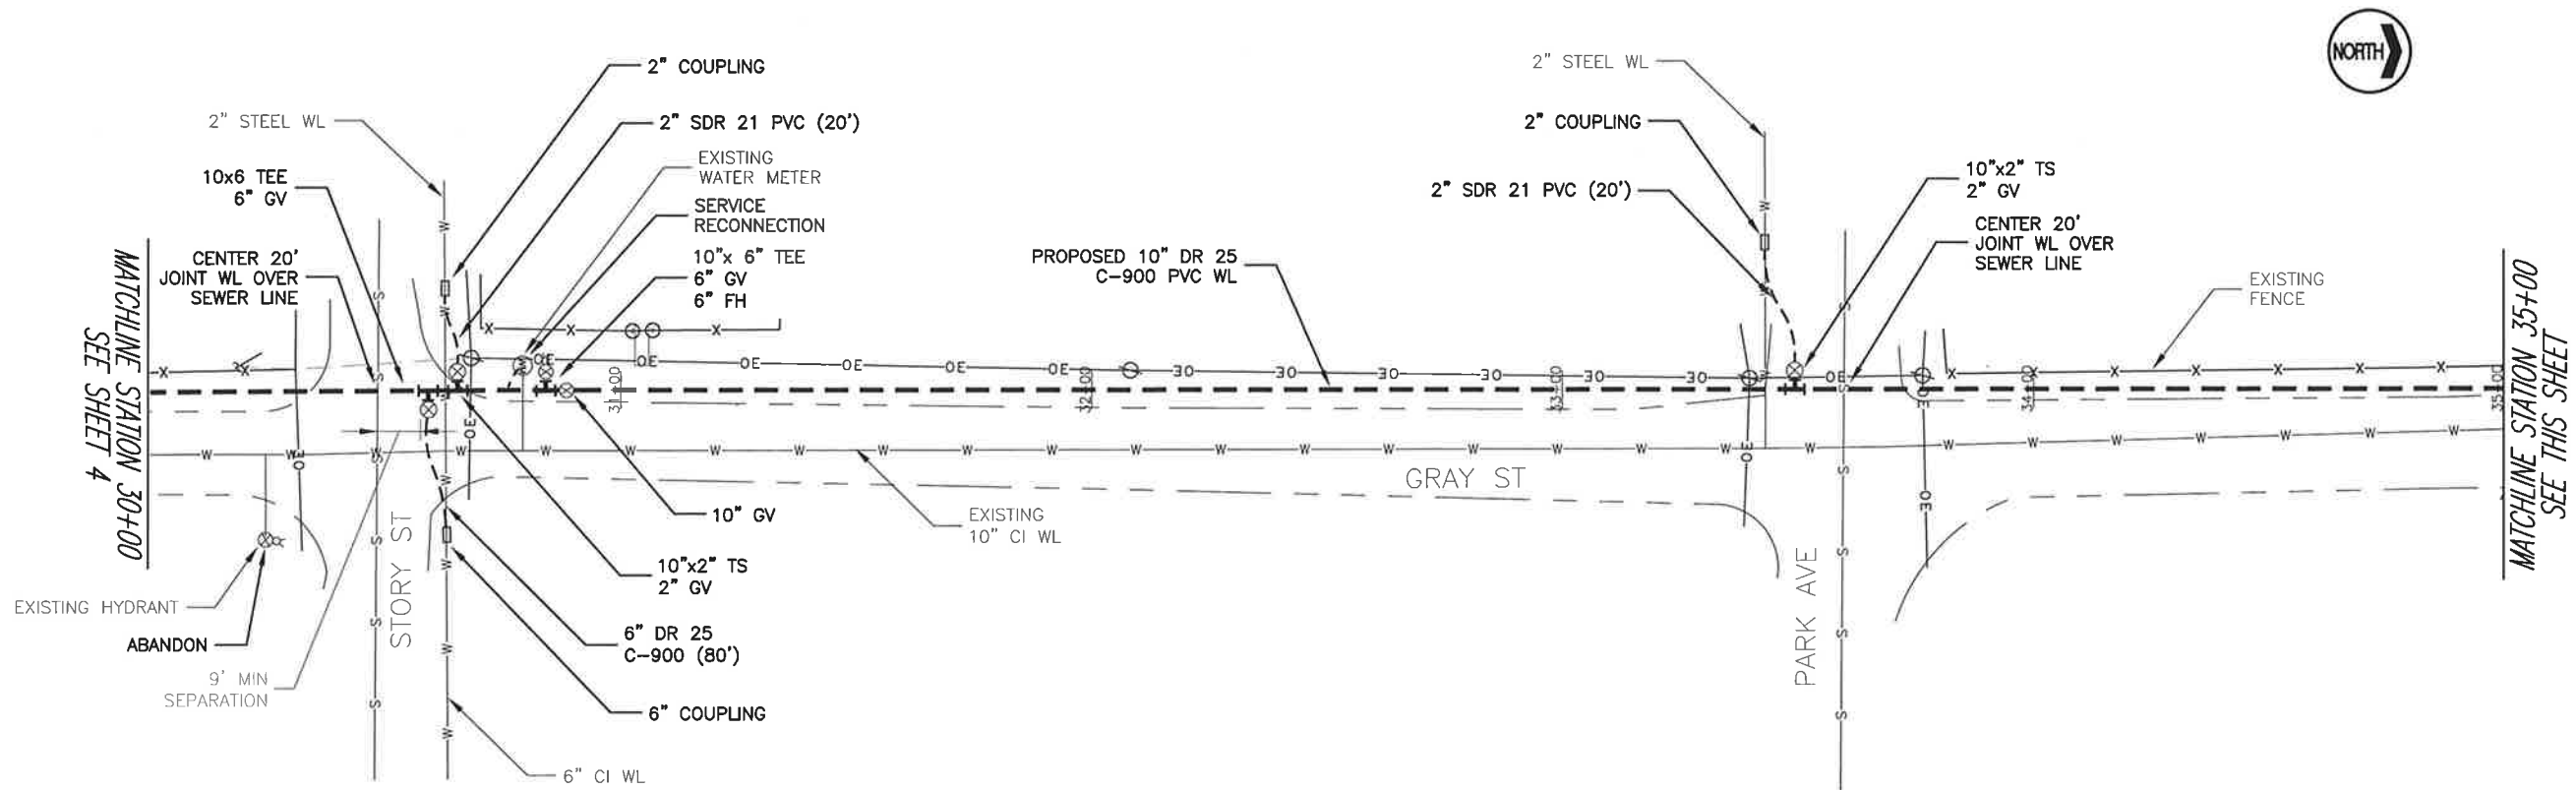 NORTH
2" COUPLING
2" STEEL WL
2" SDR 21 PVC (20')
EXISTING
WATER METER
10x6 TEE
6" GV
SERVICE
RECONNECTION
CENTER 20'
JOINT WL OVER
SEWER LINE
10"x 6" TEE
6" GV
6" FH
MATCHLINE STATION 30+00
SEE SHEET 4
PROPOSED 10" DR 25
C-900 PVC WL
2" STEEL WL
2" COUPLING
2" SDR 21 PVC (20')
10"x2" TS
2" GV
CENTER 20'
JOINT WL OVER
SEWER LINE
EXISTING
FENCE
MATCHLINE STATION 35+00
SEE THIS SHEET
31+00
32+00
33+00
34+00
35+00
GRAY ST
10" GV
EXISTING
10" CI WL
10"x2" TS
2" GV
STORY ST
PARK AVE
EXISTING HYDRANT
ABANDON
9' MIN
SEPARATION
6" DR 25
C-900 (80')
6" COUPLING
6" CI WL